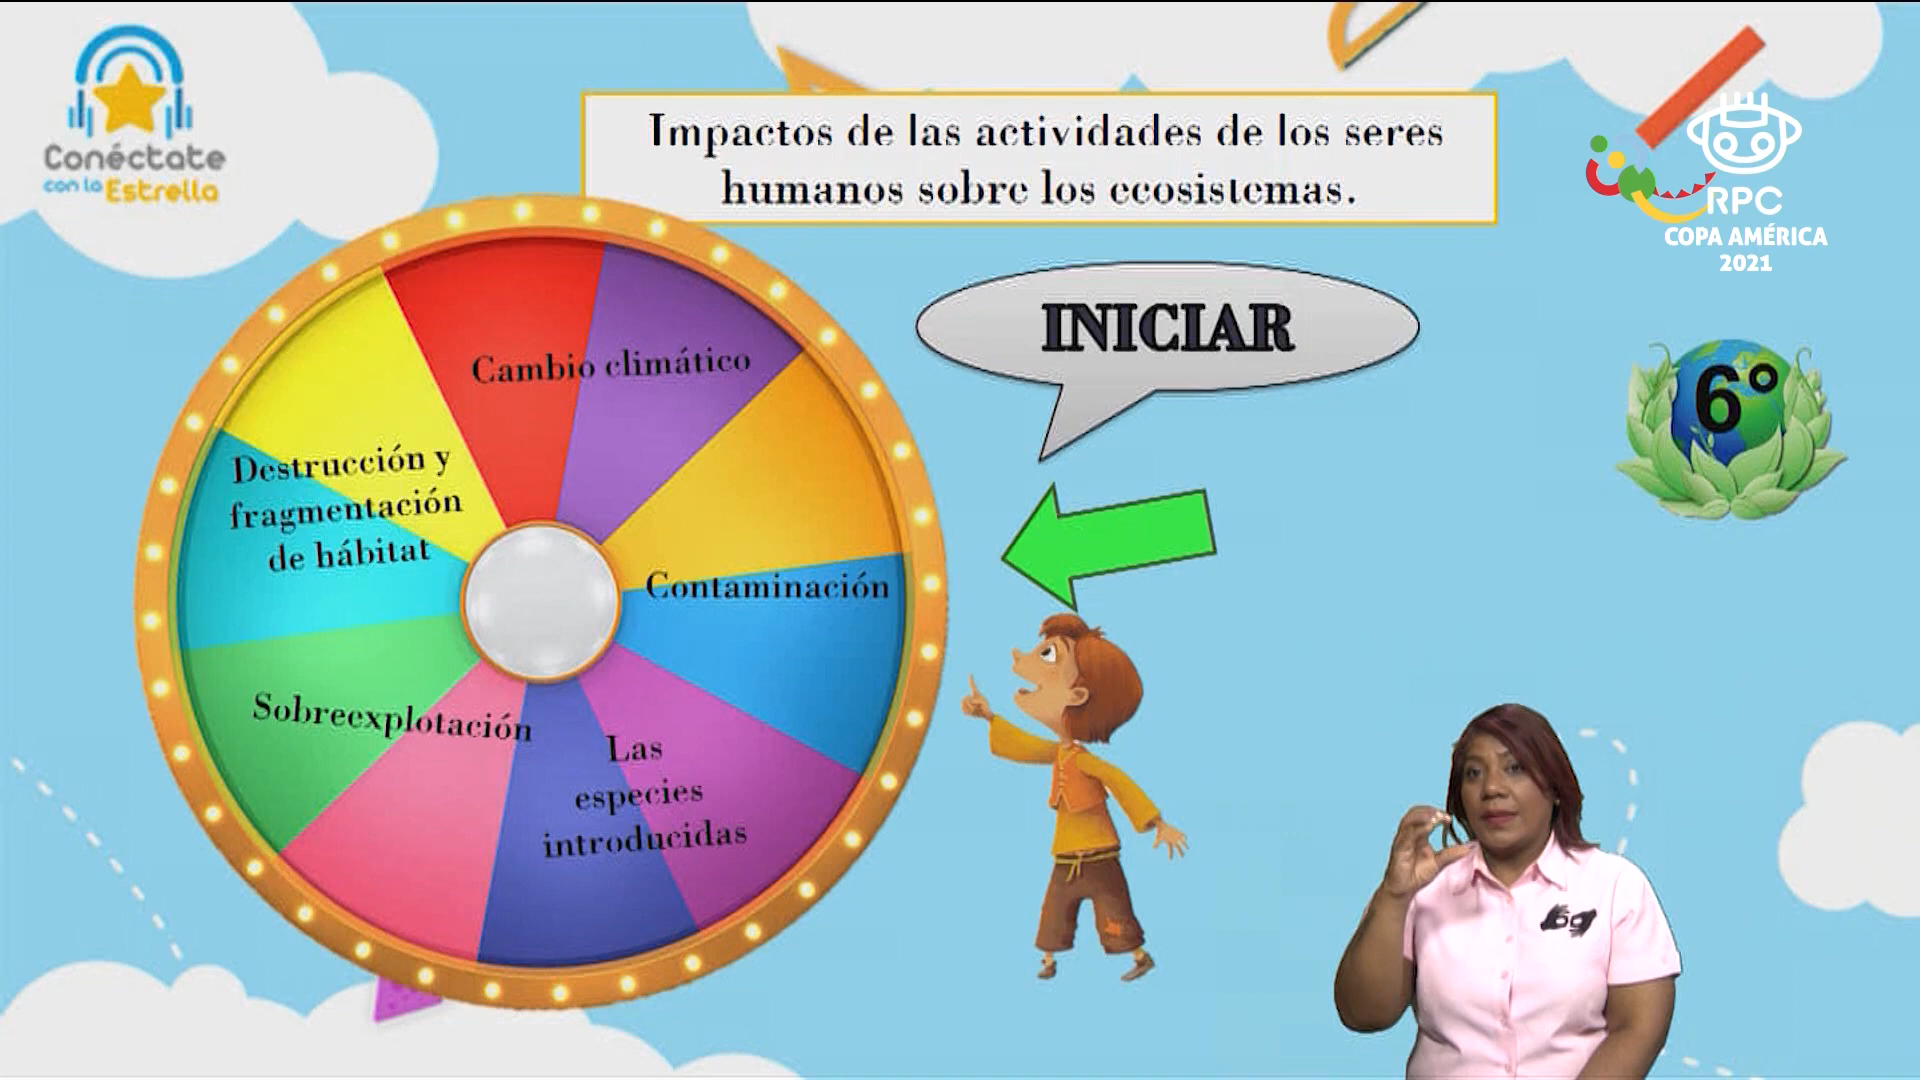 Conéctate
con la Estrella
Impactos de las actividades de los seres
humanos sobre los ecosistemas.
RPC
COPA AMÉRICA
2021
INICIAR
6°
Cambio climático
Destrucción y
fragmentación
de hábitat
Contaminación
Sobreexplotación
Las
especies
introducidas